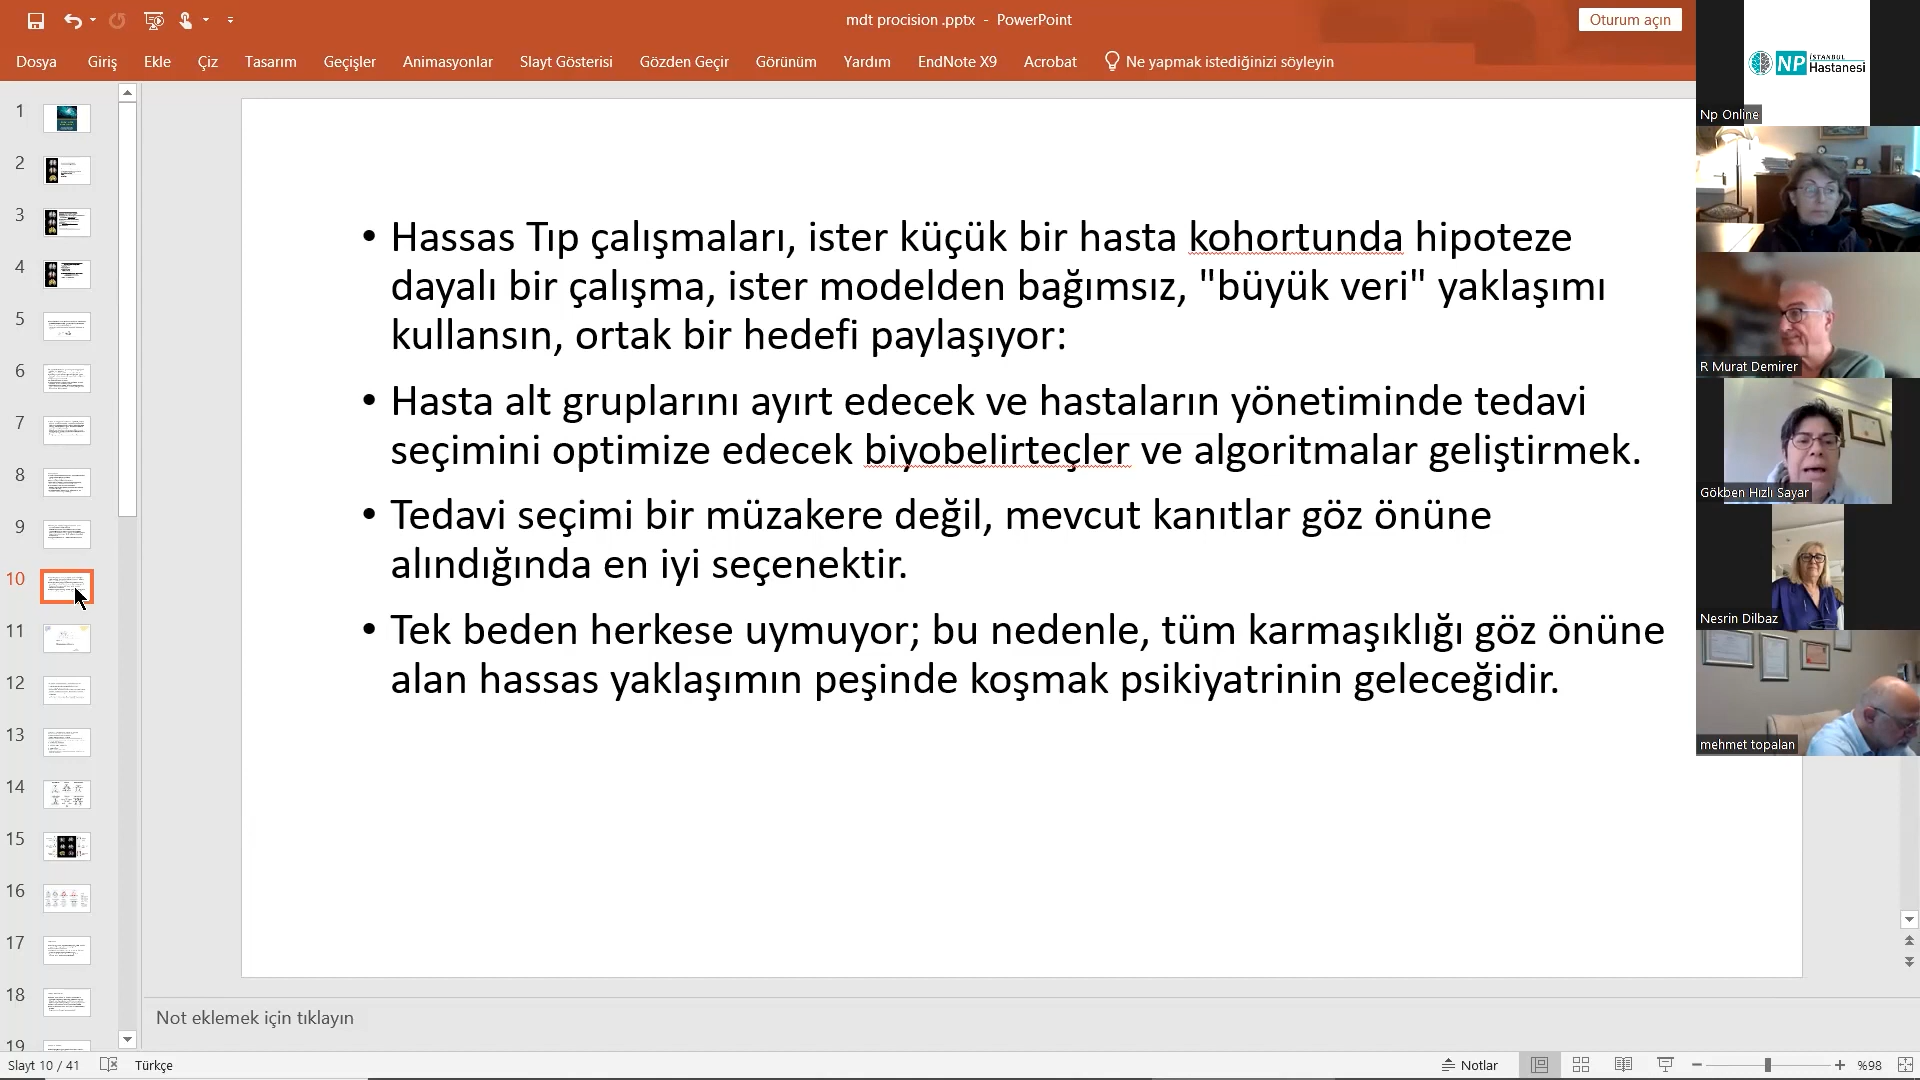 mdt procision .pptx - PowerPoint
Oturum açın
Dosya Giriş Ekle Çiz Tasarım Geçişler Animasyonlar Slayt Gösterisi Gözden Geçir Görünüm Yardım EndNote X9 Acrobat Ne yapmak istediğinizi söyleyin
1
2
3
4
5
6
7
8
9
10
11
12
13
14
15
16
17
18
19
• Hassas Tıp çalışmaları, ister küçük bir hasta kohortunda hipoteze
dayalı bir çalışma, ister modelden bağımsız, "büyük veri" yaklaşımı
kullansın, ortak bir hedefi paylaşıyor:
• Hasta alt gruplarını ayırt edecek ve hastaların yönetiminde tedavi
seçimini optimize edecek biyobelirteçler ve algoritmalar geliştirmek.
• Tedavi seçimi bir müzakere değil, mevcut kanıtlar göz önüne
alındığında en iyi seçenektir.
• Tek beden herkese uymuyor; bu nedenle, tüm karmaşıklığı göz önüne
alan hassas yaklaşımın peşinde koşmak psikiyatrinin geleceğidir.
NP İSTANBUL
Hastanesi
Np Online
R Murat Demirer
Gökben Hızlı Sayar
Nesrin Dilbaz
mehmet topalan
Not eklemek için tıklayın
Slayt 10 / 41 Türkçe Notlar %98